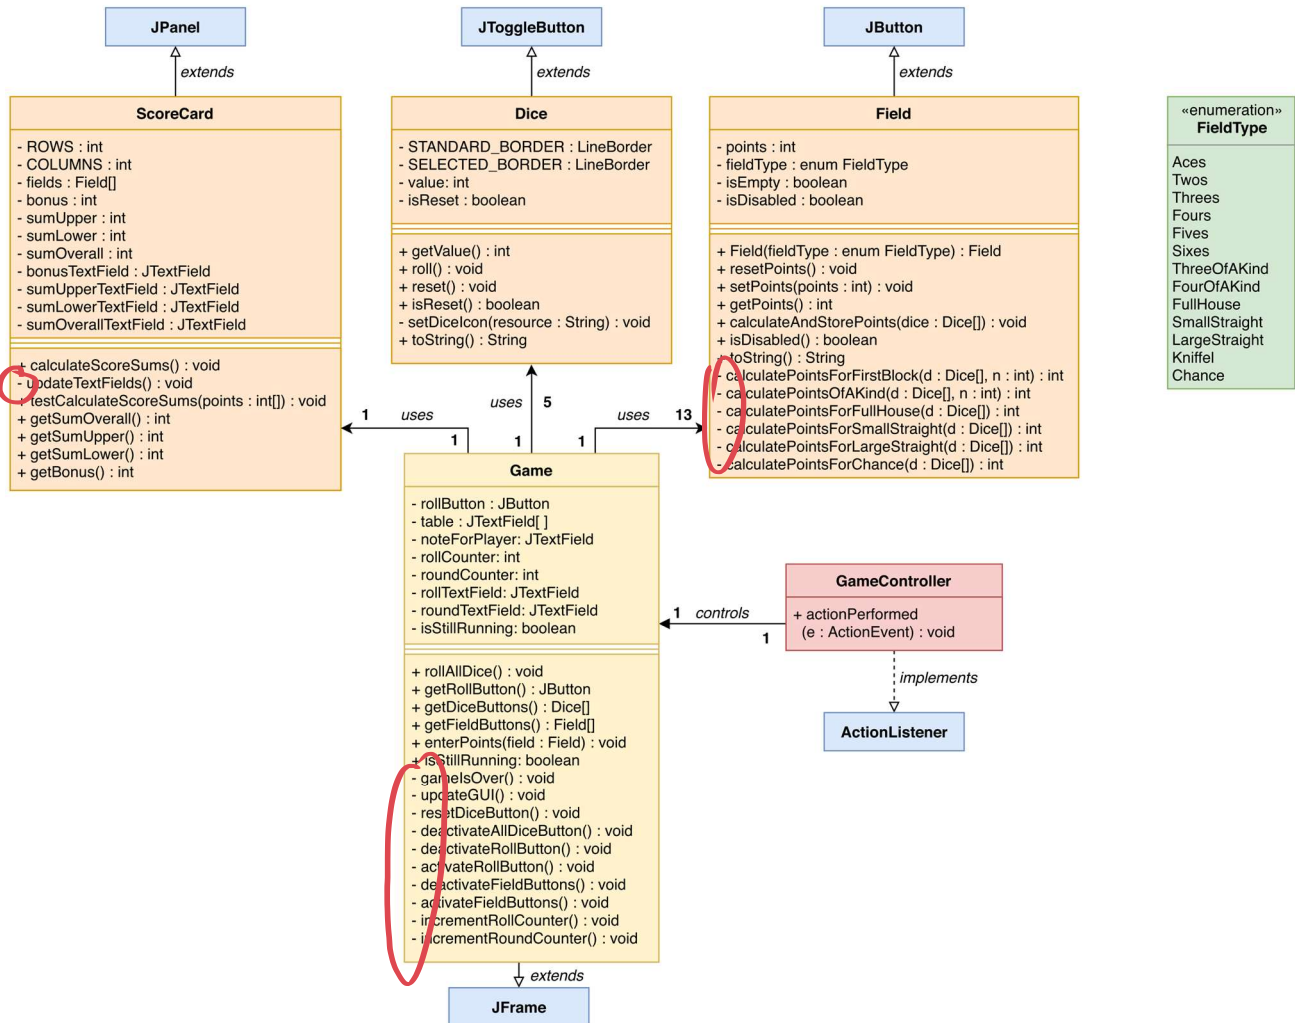 JPanel
extends
ScoreCard
- ROWS : int
- COLUMNS : int
- fields : Field[]
- bonus : int
- sumUpper : int
- sumLower : int
- sumOverall : int
- bonusTextField : JTextField
- sumUpperTextField : JTextField
- sumLowerTextField : JTextField
- sumOverallTextField : JTextField
+ calculateScoreSums() : void
- updateTextFields() : void
+ testCalculateScoreSums(points : int[]) : void
+ getSumOverall() : int
+ getSumUpper() : int
+ getSumLower() : int
+ getBonus() : int
JToggleButton
extends
Dice
- STANDARD_BORDER : LineBorder
- SELECTED_BORDER : LineBorder
- value: int
- isReset : boolean
+ getValue() : int
+ roll() : void
+ reset() : void
+ isReset() : boolean
- setDiceIcon(resource : String) : void
+ toString() : String
JButton
extends
Field
- points : int
- fieldType : enum FieldType
- isEmpty : boolean
- isDisabled : boolean
+ Field(fieldType : enum FieldType) : Field
+ resetPoints() : void
+ setPoints(points : int) : void
+ getPoints() : int
+ calculateAndStorePoints(dice : Dice[]) : void
+ isDisabled() : boolean
+ toString() : String
- calculatePointsForFirstBlock(d : Dice[], n : int) : int
- calculatePointsOfAKind(d : Dice[], n : int) : int
- calculatePointsForFullHouse(d : Dice[]) : int
- calculatePointsForSmallStraight(d : Dice[]) : int
- calculatePointsForLargeStraight(d : Dice[]) : int
- calculatePointsForChance(d : Dice[]) : int
«enumeration»
FieldType
Aces
Twos
Threes
Fours
Fives
Sixes
ThreeOfAKind
FourOfAKind
FullHouse
SmallStraight
LargeStraight
Kniffel
Chance
1 uses 1
uses 5 1
uses 13 1
Game
- rollButton : JButton
- table : JTextField[ ]
- noteForPlayer: JTextField
- rollCounter: int
- roundCounter: int
- rollTextField: JTextField
- roundTextField: JTextField
- isStillRunning: boolean
+ rollAllDice() : void
+ getRollButton() : JButton
+ getDiceButtons() : Dice[]
+ getFieldButtons() : Field[]
+ enterPoints(field : Field) : void
+ isStillRunning: boolean
- gameIsOver() : void
- updateGUI() : void
- resetDiceButton() : void
- deactivateAllDiceButton() : void
- deactivateRollButton() : void
- activateRollButton() : void
- deactivateFieldButtons() : void
- activateFieldButtons() : void
- incrementRollCounter() : void
- incrementRoundCounter() : void
extends
JFrame
1 controls 1
GameController
+ actionPerformed
(e : ActionEvent) : void
implements
ActionListener